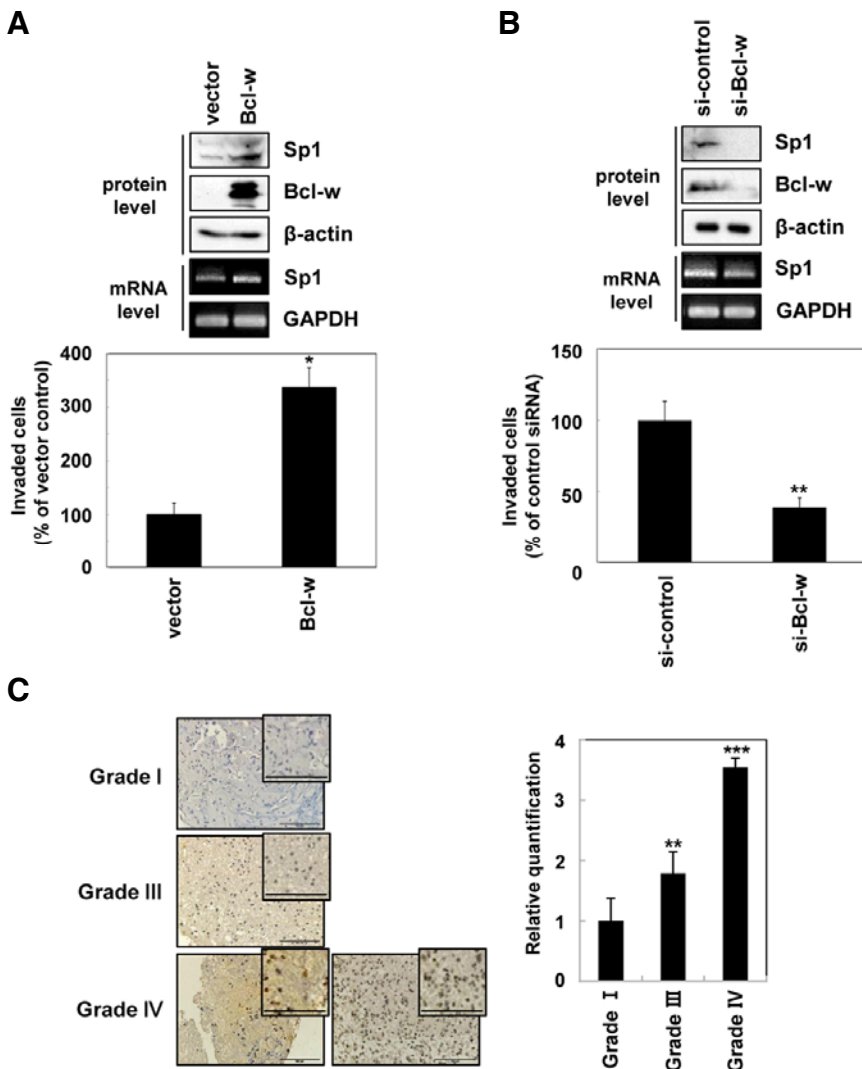 A
vector
Bcl-w
protein
level
Sp1
Bcl-w
β-actin
mRNA
level
Sp1
GAPDH
Invaded cells
(% of vector control)
400
300
200
100
0
*
vector
Bcl-w
B
si-control
si-Bcl-w
protein
level
Sp1
Bcl-w
β-actin
mRNA
level
Sp1
GAPDH
Invaded cells
(% of control siRNA)
150
100
50
0
**
si-control
si-Bcl-w
C
Grade I
Grade III
Grade IV
Relative quantification
4
3
2
1
0
**
***
Grade Ⅰ
Grade Ⅲ
Grade Ⅳ